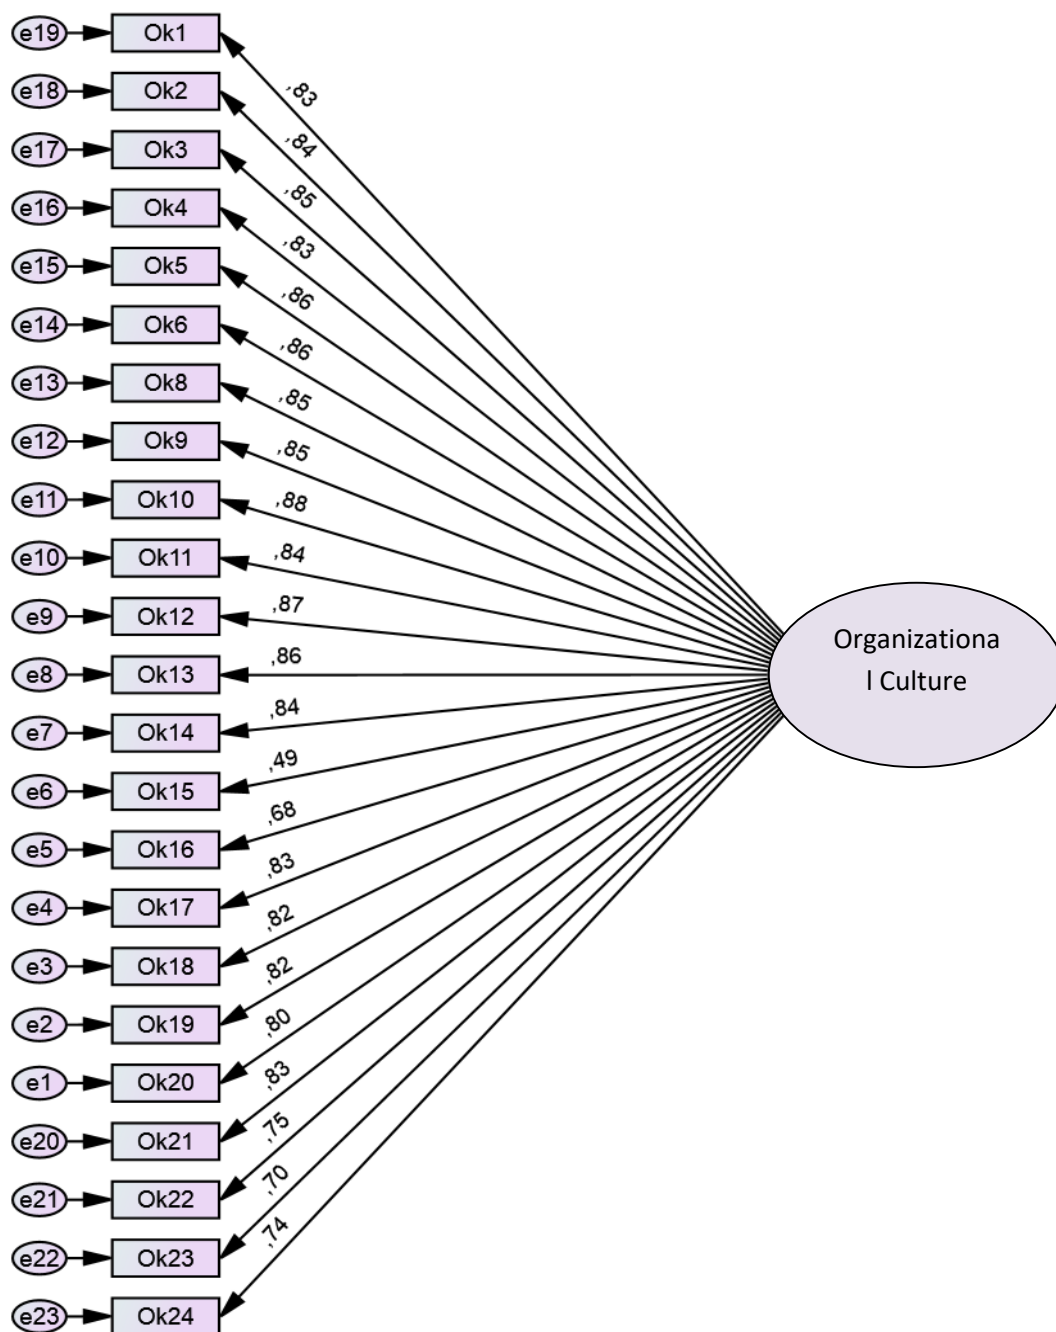 e19 Ok1 ,83
e18 Ok2 ,84
e17 Ok3 ,85
e16 Ok4 ,83
e15 Ok5 ,86
e14 Ok6 ,86
e13 Ok8 ,85
e12 Ok9 ,85
e11 Ok10 ,88
e10 Ok11 ,84
e9 Ok12 ,87
e8 Ok13 ,86
e7 Ok14 ,84
e6 Ok15 ,49
e5 Ok16 ,68
e4 Ok17 ,83
e3 Ok18 ,82
e2 Ok19 ,82
e1 Ok20 ,80
e20 Ok21 ,83
e21 Ok22 ,75
e22 Ok23 ,70
e23 Ok24 ,74
Organizationa
l Culture